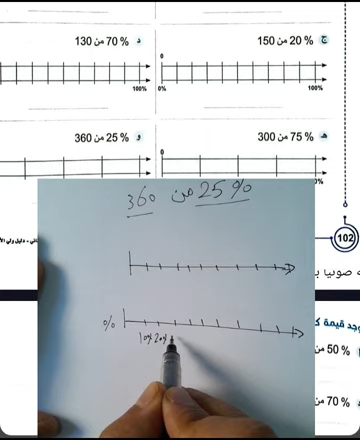 ج 20 % من 150
د 70 % من 130
0
0%
100%
100%
هـ 75 % من 300
و 25 % من 360
0
0%
25% من 360
102
%
10% 20%
50 % من
70 % من